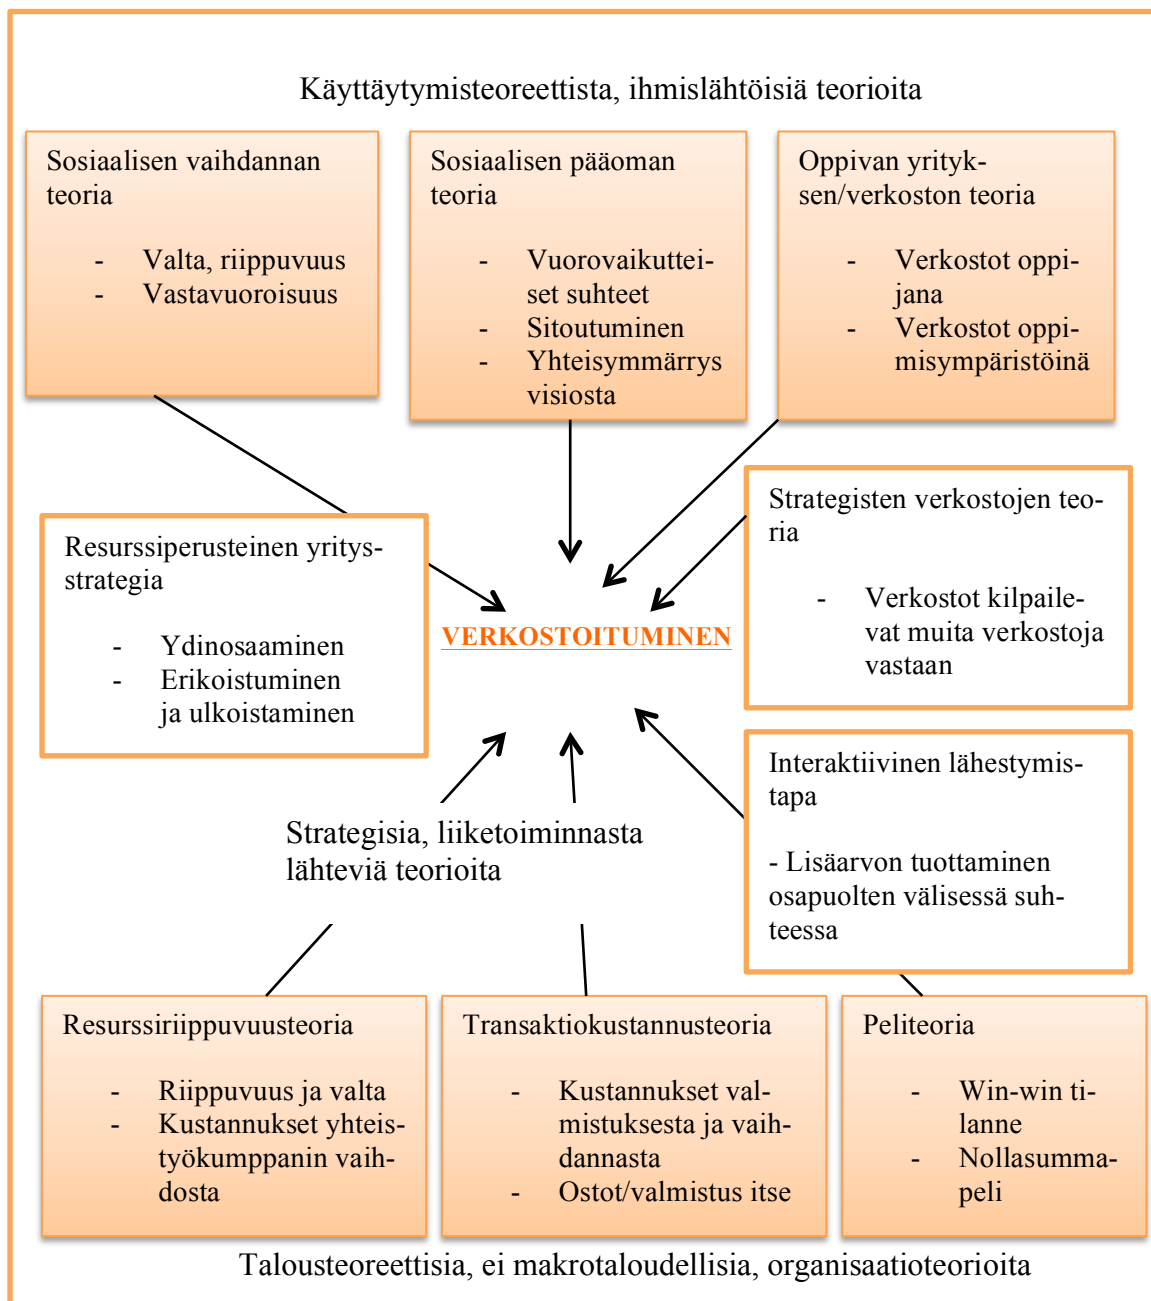 Käyttäytymisteoreettista, ihmislähtöisiä teorioita
Sosiaalisen vaihdannan
teoria
- Valta, riippuvuus
- Vastavuoroisuus
Sosiaalisen pääoman
teoria
- Vuorovaikuttei-
set suhteet
- Sitoutuminen
- Yhteisymmärrys
visiosta
Oppivan yrityk-
sen/verkoston teoria
- Verkostot oppi-
jana
- Verkostot oppi-
misympäristöinä
Resurssiperusteinen yritys-
strategia
- Ydinosaaminen
- Erikoistuminen
ja ulkoistaminen
VERKOSTOITUMINEN
Strategisten verkostojen teo-
ria
- Verkostot kilpaile-
vat muita verkostoja
vastaan
Strategisia, liiketoiminnasta
lähteviä teorioita
Interaktiivinen lähestymis-
tapa
- Lisäarvon tuottaminen
osapuolten välisessä suh-
teessa
Resurssiriippuvuusteoria
- Riippuvuus ja valta
- Kustannukset yhteis-
työkumppanin vaih-
dosta
Transaktiokustannusteoria
- Kustannukset val-
mistuksesta ja vaih-
dannasta
- Ostot/valmistus itse
Peliteoria
- Win-win ti-
lanne
- Nollasumma-
peli
Talousteoreettisia, ei makrotaloudellisia, organisaatioteorioita